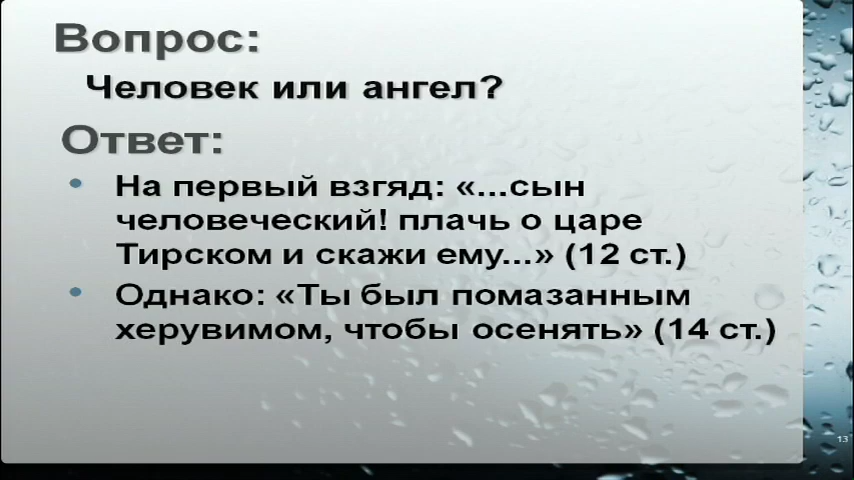 Вопрос:
Человек или ангел?
Ответ:
• На первый взгяд: «...сын
человеческий! плачь о царе
Тирском и скажи ему...» (12 ст.)
• Однако: «Ты был помазанным
херувимом, чтобы осенять» (14 ст.)
13